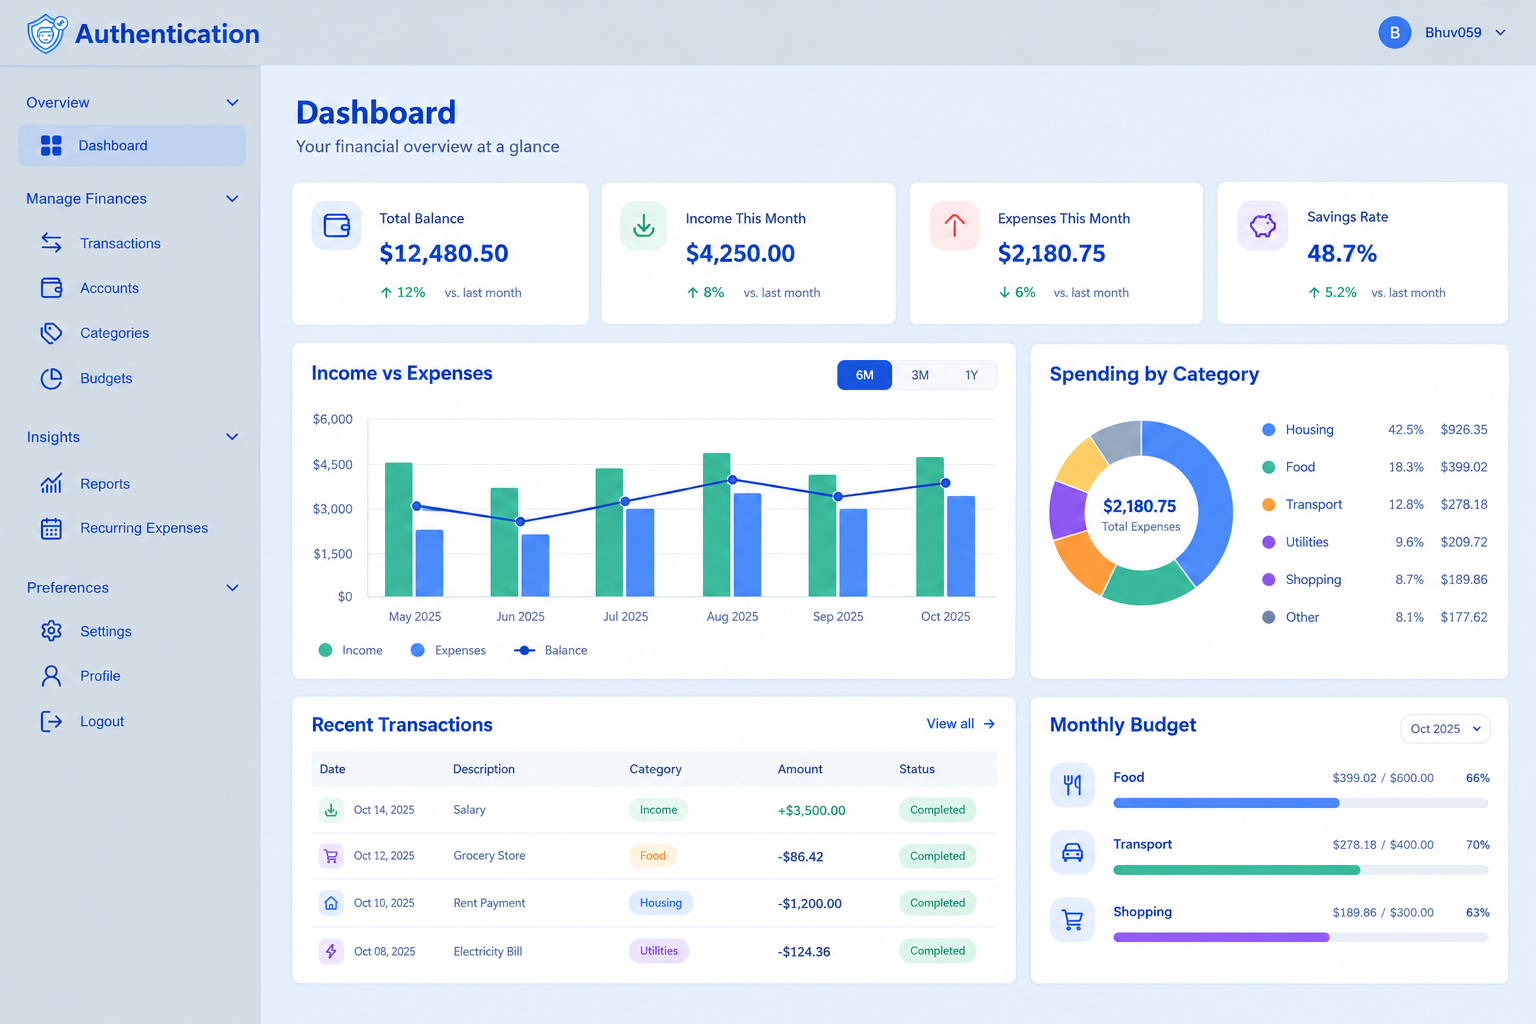 Authentication
B Bhuv059
Overview
Dashboard
Manage Finances
Transactions
Accounts
Categories
Budgets
Insights
Reports
Recurring Expenses
Preferences
Settings
Profile
Logout
Dashboard
Your financial overview at a glance
Total Balance
$12,480.50
↑ 12% vs. last month
Income This Month
$4,250.00
↑ 8% vs. last month
Expenses This Month
$2,180.75
↓ 6% vs. last month
Savings Rate
48.7%
↑ 5.2% vs. last month
Income vs Expenses
6M 3M 1Y
$6,000
$4,500
$3,000
$1,500
$0
May 2025 Jun 2025 Jul 2025 Aug 2025 Sep 2025 Oct 2025
Income Expenses Balance
Spending by Category
$2,180.75
Total Expenses
Housing 42.5% $926.35
Food 18.3% $399.02
Transport 12.8% $278.18
Utilities 9.6% $209.72
Shopping 8.7% $189.86
Other 8.1% $177.62
Recent Transactions
View all →
Date Description Category Amount Status
Oct 14, 2025 Salary Income +$3,500.00 Completed
Oct 12, 2025 Grocery Store Food -$86.42 Completed
Oct 10, 2025 Rent Payment Housing -$1,200.00 Completed
Oct 08, 2025 Electricity Bill Utilities -$124.36 Completed
Monthly Budget
Oct 2025
Food $399.02 / $600.00 66%
Transport $278.18 / $400.00 70%
Shopping $189.86 / $300.00 63%